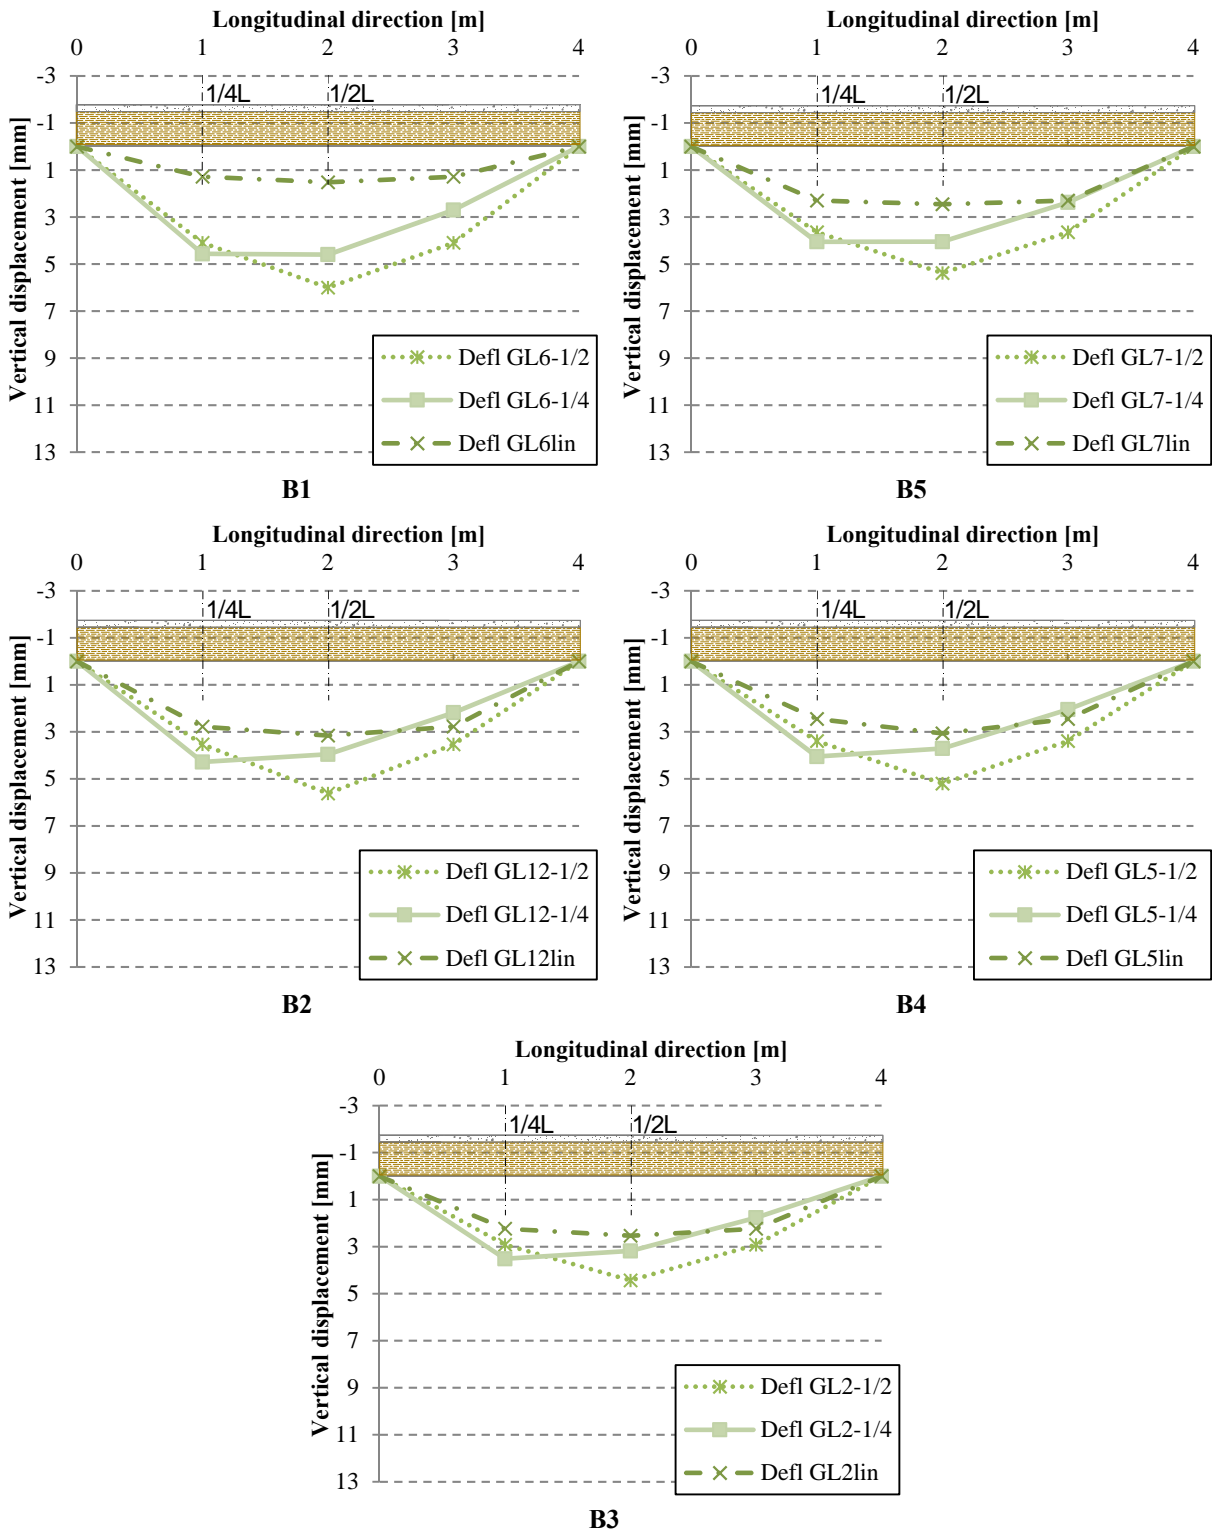 Longitudinal direction [m]
0 1 2 3 4
Vertical displacement [mm]
-3
-1
1
3
5
7
9
11
13
1/4L 1/2L
Defl GL6-1/2
Defl GL6-1/4
Defl GL6lin
B1
Longitudinal direction [m]
0 1 2 3 4
Vertical displacement [mm]
-3
-1
1
3
5
7
9
11
13
1/4L 1/2L
Defl GL7-1/2
Defl GL7-1/4
Defl GL7lin
B5
Longitudinal direction [m]
0 1 2 3 4
Vertical displacement [mm]
-3
-1
1
3
5
7
9
11
13
1/4L 1/2L
Defl GL12-1/2
Defl GL12-1/4
Defl GL12lin
B2
Longitudinal direction [m]
0 1 2 3 4
Vertical displacement [mm]
-3
-1
1
3
5
7
9
11
13
1/4L 1/2L
Defl GL5-1/2
Defl GL5-1/4
Defl GL5lin
B4
Longitudinal direction [m]
0 1 2 3 4
Vertical displacement [mm]
-3
-1
1
3
5
7
9
11
13
1/4L 1/2L
Defl GL2-1/2
Defl GL2-1/4
Defl GL2lin
B3